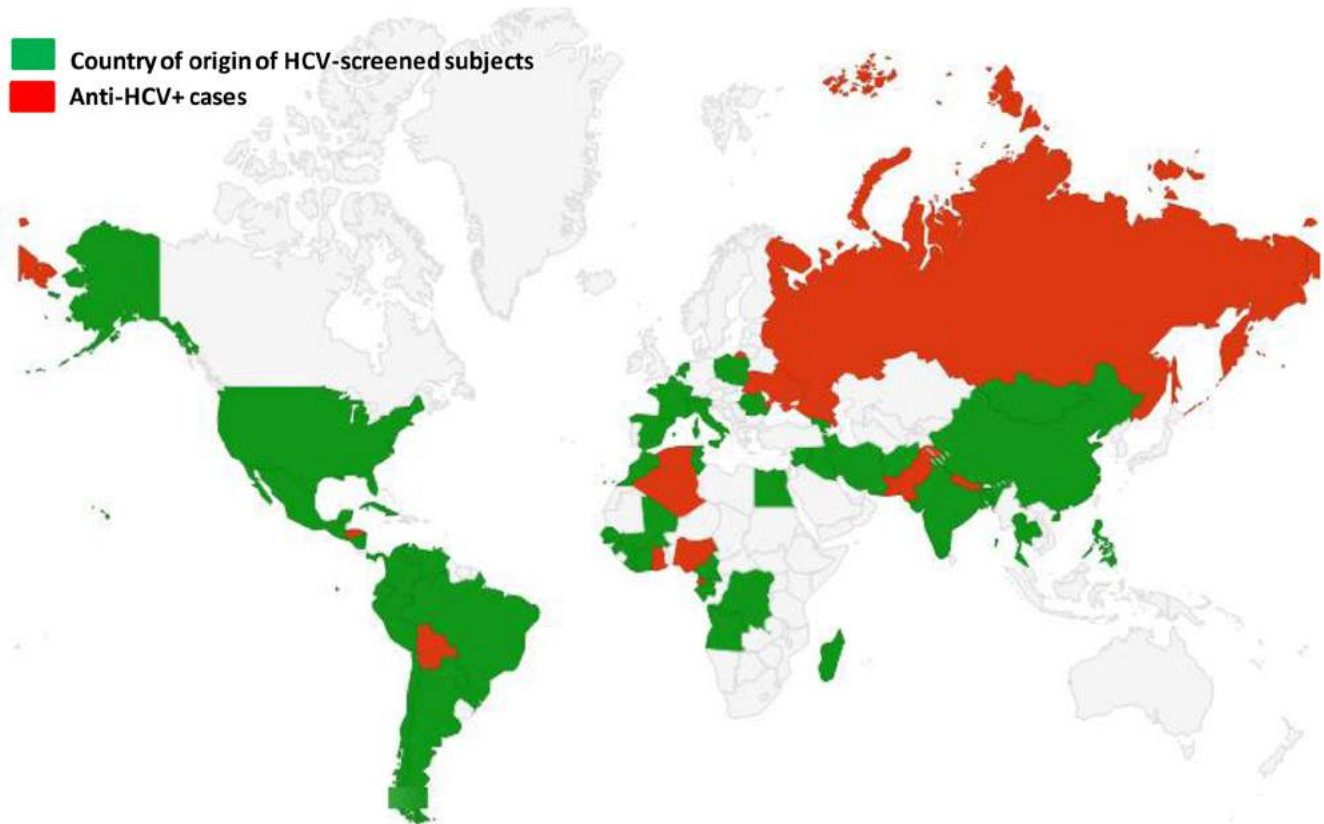 Country of origin of HCV-screened subjects
Anti-HCV+ cases